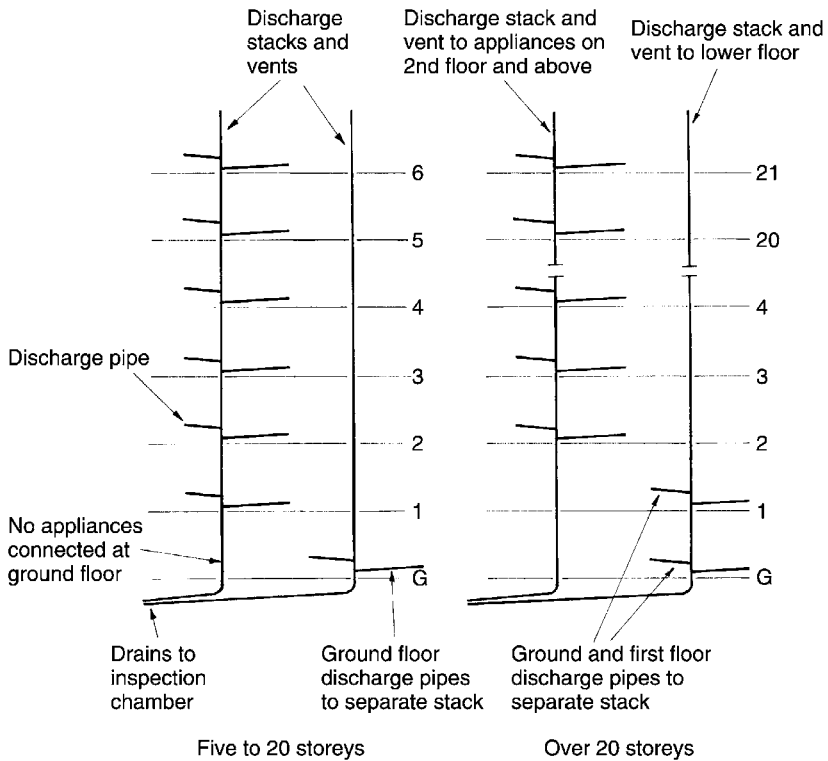 Discharge
stacks and
vents
Discharge stack and
vent to appliances on
2nd floor and above
Discharge stack and
vent to lower floor
6
5
4
3
2
1
G
21
20
4
3
2
1
G
Discharge pipe
No appliances
connected at
ground floor
Drains to
inspection
chamber
Ground floor
discharge pipes
to separate stack
Ground and first floor
discharge pipes to
separate stack
Five to 20 storeys
Over 20 storeys